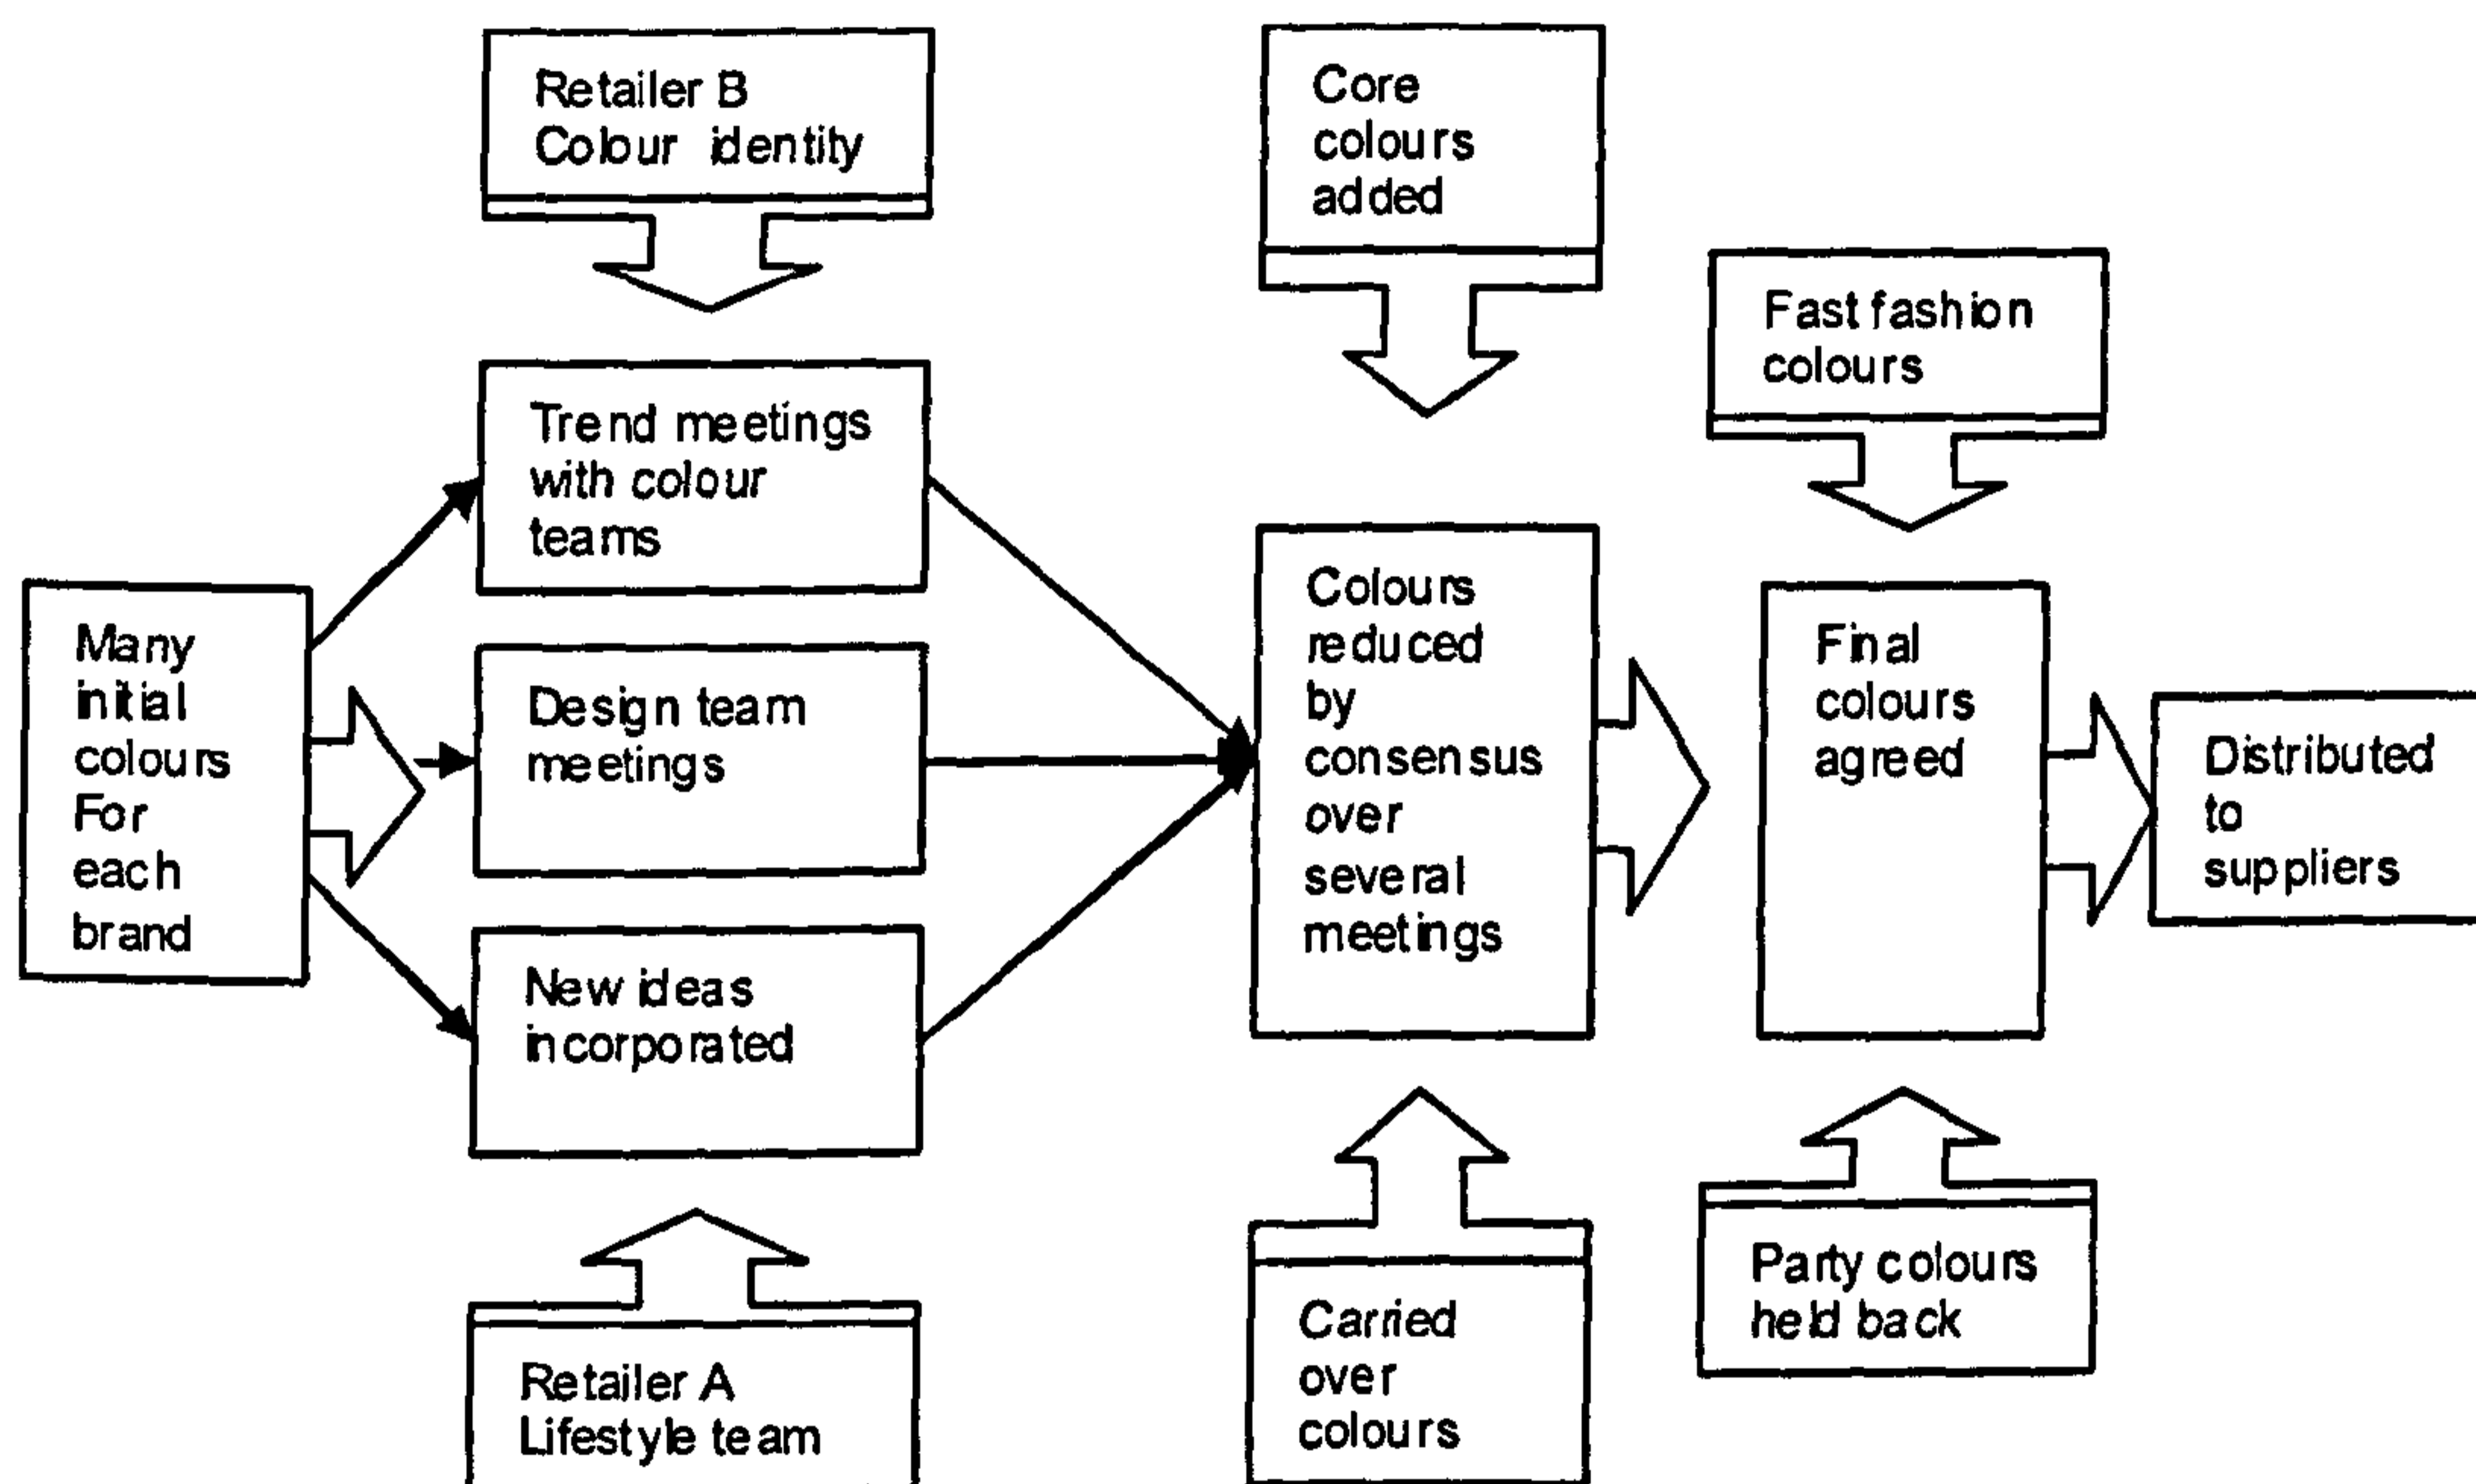 Retailer B
Colour identity
Core
colours
added
Fast fashion
colours
Trend meetings
with colour
teams
Many
initial
colours
For
each
brand
Design team
meetings
New ideas
incorporated
Colours
reduced
by
consensus
over
several
meetings
Final
colours
agreed
Distributed
to
suppliers
Retailer A
Lifestyle team
Carried
over
colours
Party colours
held back